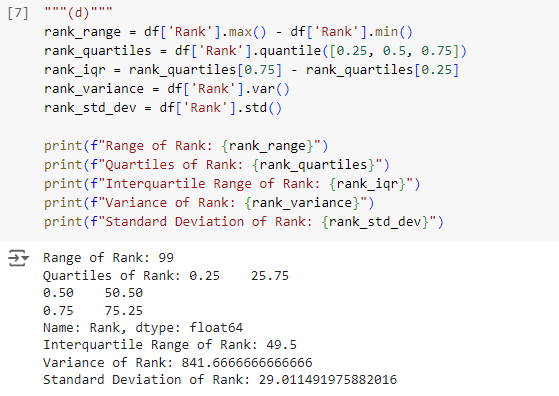 [7] """(d)"""
rank_range = df['Rank'].max() - df['Rank'].min()
rank_quartiles = df['Rank'].quantile([0.25, 0.5, 0.75])
rank_iqr = rank_quartiles[0.75] - rank_quartiles[0.25]
rank_variance = df['Rank'].var()
rank_std_dev = df['Rank'].std()

print(f"Range of Rank: {rank_range}")
print(f"Quartiles of Rank: {rank_quartiles}")
print(f"Interquartile Range of Rank: {rank_iqr}")
print(f"Variance of Rank: {rank_variance}")
print(f"Standard Deviation of Rank: {rank_std_dev}")

Range of Rank: 99
Quartiles of Rank: 0.25    25.75
0.50    50.50
0.75    75.25
Name: Rank, dtype: float64
Interquartile Range of Rank: 49.5
Variance of Rank: 841.6666666666666
Standard Deviation of Rank: 29.011491975882016